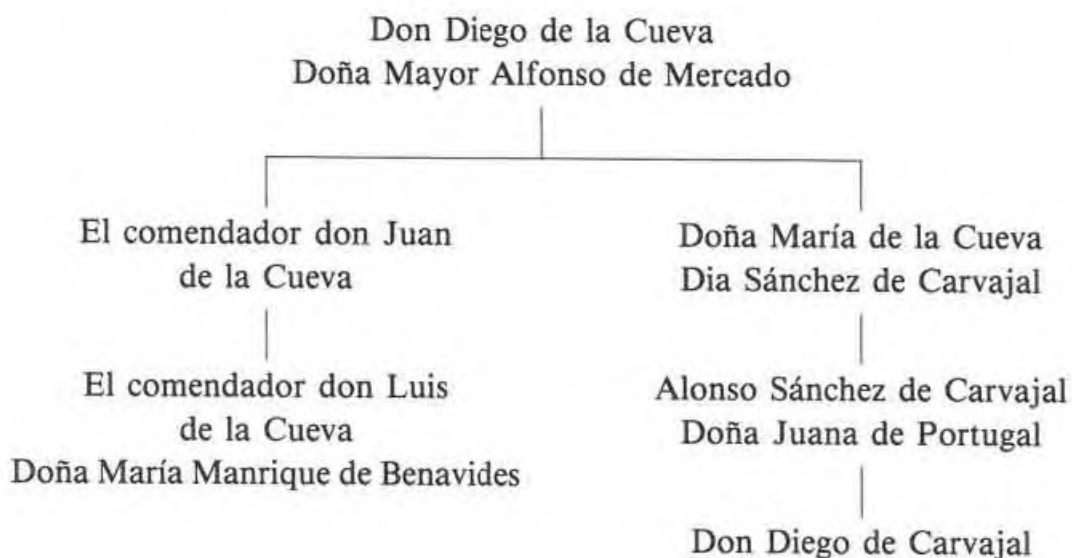 Don Diego de la Cueva
Doña Mayor Alfonso de Mercado
El comendador don Juan
de la Cueva
Doña María de la Cueva
Dia Sánchez de Carvajal
El comendador don Luis
de la Cueva
Doña María Manrique de Benavides
Alonso Sánchez de Carvajal
Doña Juana de Portugal
Don Diego de Carvajal